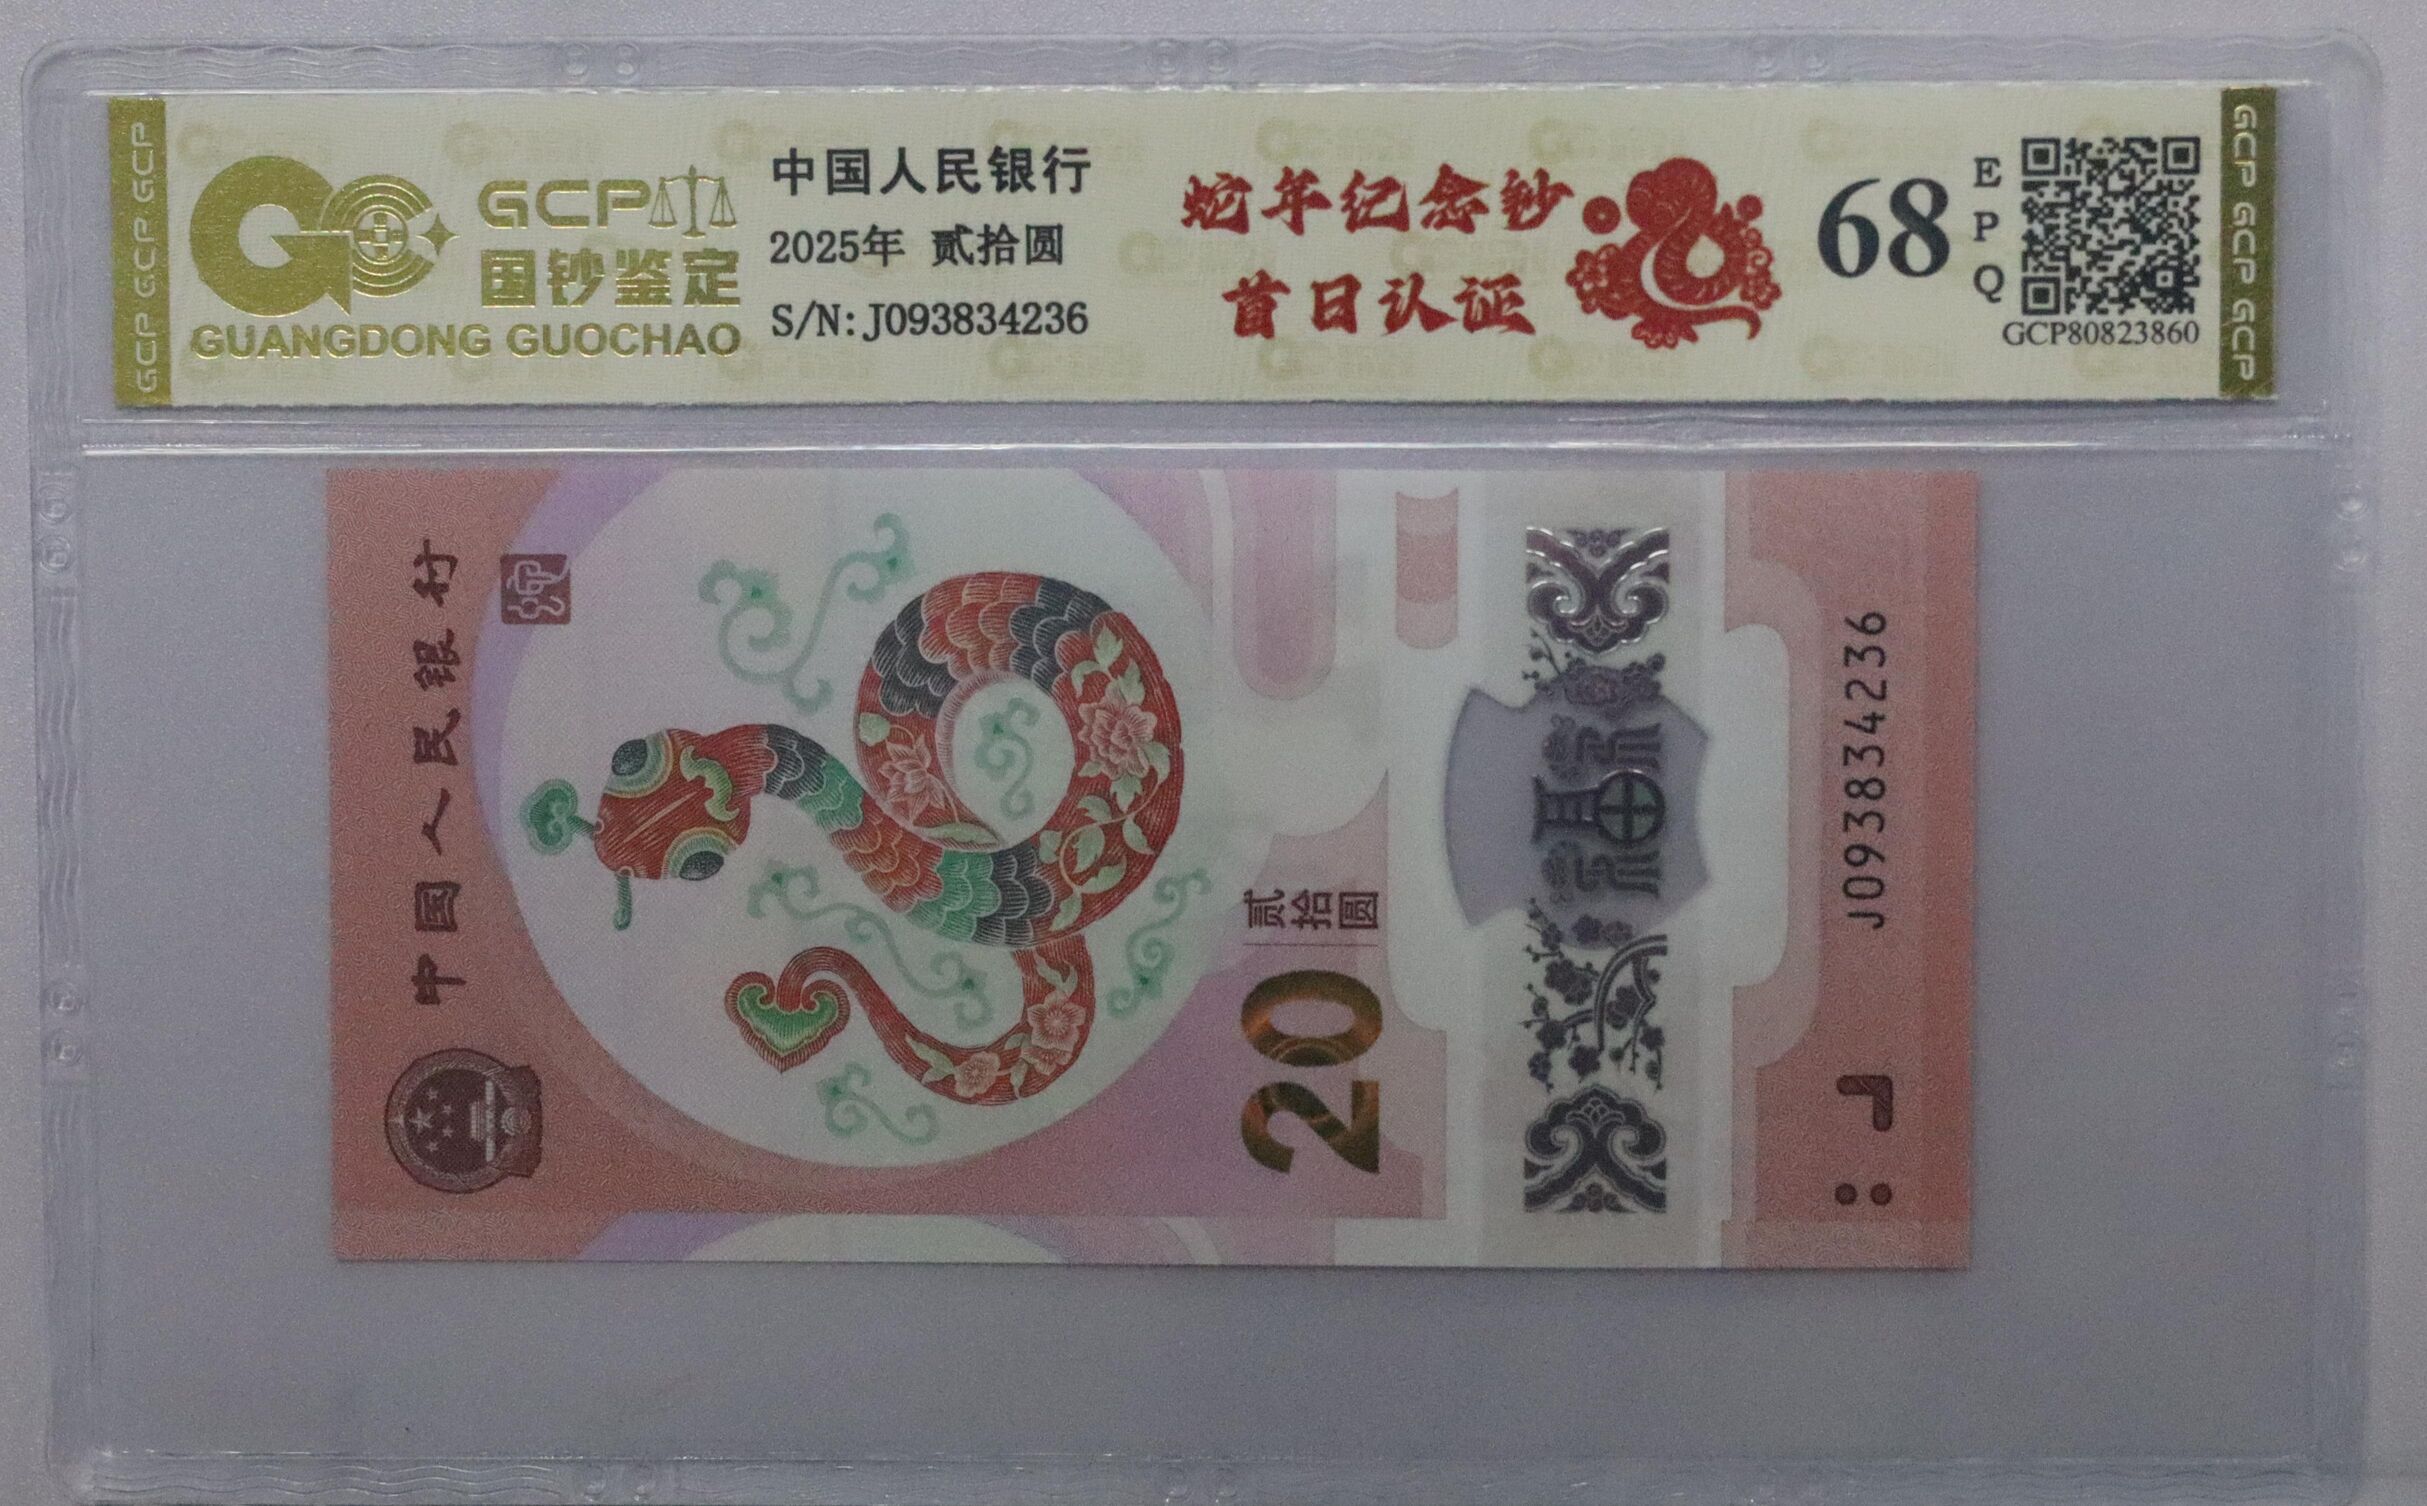 GCP GCP GCP
GCP
国钞鉴定
GUANGDONG GUOCHAO
中国人民银行
2025年 贰拾圆
S/N: J093834236
蛇年纪念钞
首日认证
68
EPQ
GCP80823860
GCP GCP GCP
中国人民银行
贰拾圆
20
福
J093834236